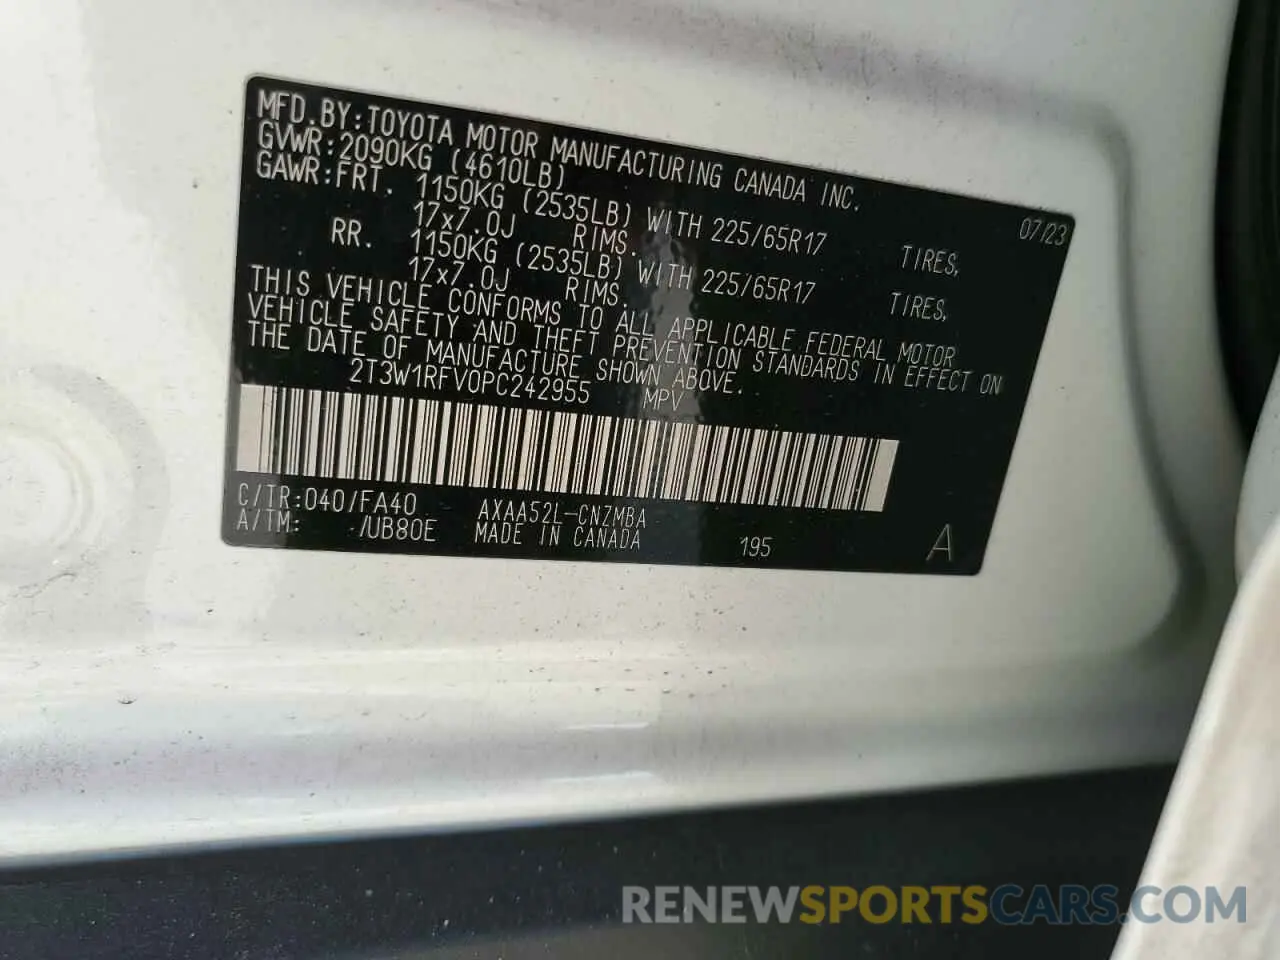 MFD.BY:TOYOTA MOTOR MANUFACTURING CANADA INC. 07/23
GVWR:2090KG (4610LB)
GAWR:FRT. 1150KG (2535LB) WITH 225/65R17 TIRES,
17x7.0J RIMS.
RR. 1150KG (2535LB) WITH 225/65R17 TIRES,
17x7.0J RIMS.
THIS VEHICLE CONFORMS TO ALL APPLICABLE FEDERAL MOTOR
VEHICLE SAFETY AND THEFT PREVENTION STANDARDS IN EFFECT ON
THE DATE OF MANUFACTURE SHOWN ABOVE.
2T3W1RFV0PC242955 MPV
C/TR:040/FA40 AXAA52L-CNZMBA
A/TM: /UB80E MADE IN CANADA 195 A
RENEWSPORTSCARS.COM